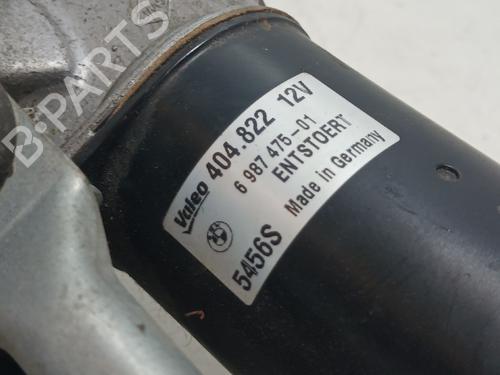 Valeo 404.822 12V
6 987 475-01
ENTSTOERT
5456S Made in Germany
B-PARTS